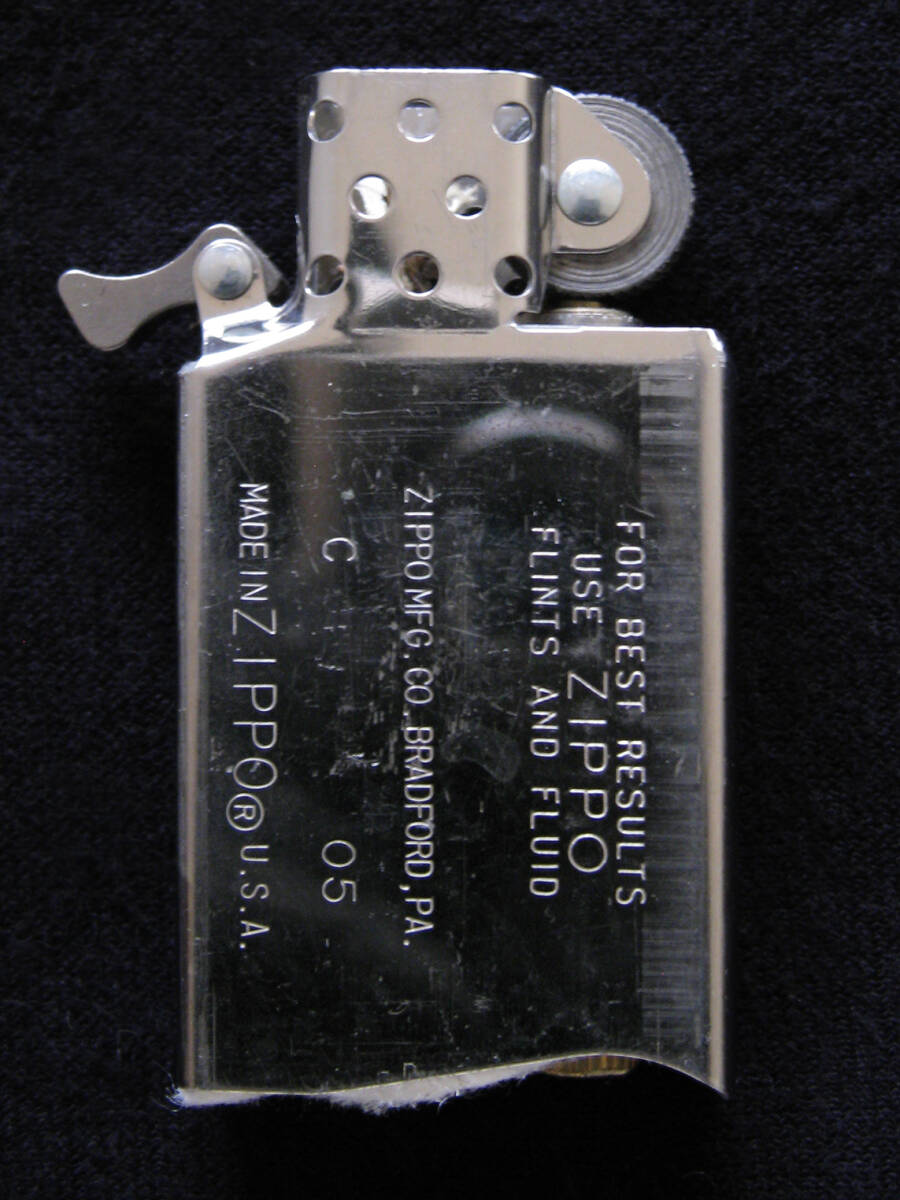 FOR BEST RESULTS
USE ZIPPO
FLINTS AND FLUID
ZIPPO MFG. CO. BRADFORD, PA.
C 05
MADE IN ZIPPO® U.S.A.